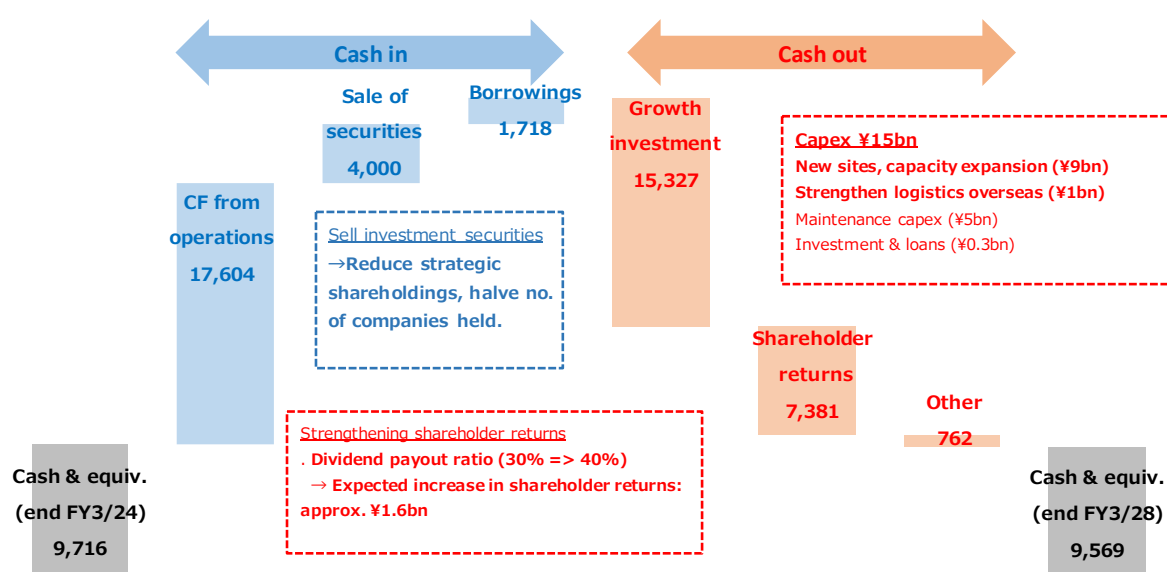 Cash in
Cash out
Sale of
securities
4,000
Borrowings
1,718
CF from
operations
17,604
Sell investment securities
→Reduce strategic
shareholdings, halve no.
of companies held.
Growth
investment
15,327
Capex ¥15bn
New sites, capacity expansion (¥9bn)
Strengthen logistics overseas (¥1bn)
Maintenance capex (¥5bn)
Investment & loans (¥0.3bn)
Shareholder
returns
7,381
Other
762
Strengthening shareholder returns
. Dividend payout ratio (30% => 40%)
→ Expected increase in shareholder returns:
approx. ¥1.6bn
Cash & equiv.
(end FY3/24)
9,716
Cash & equiv.
(end FY3/28)
9,569